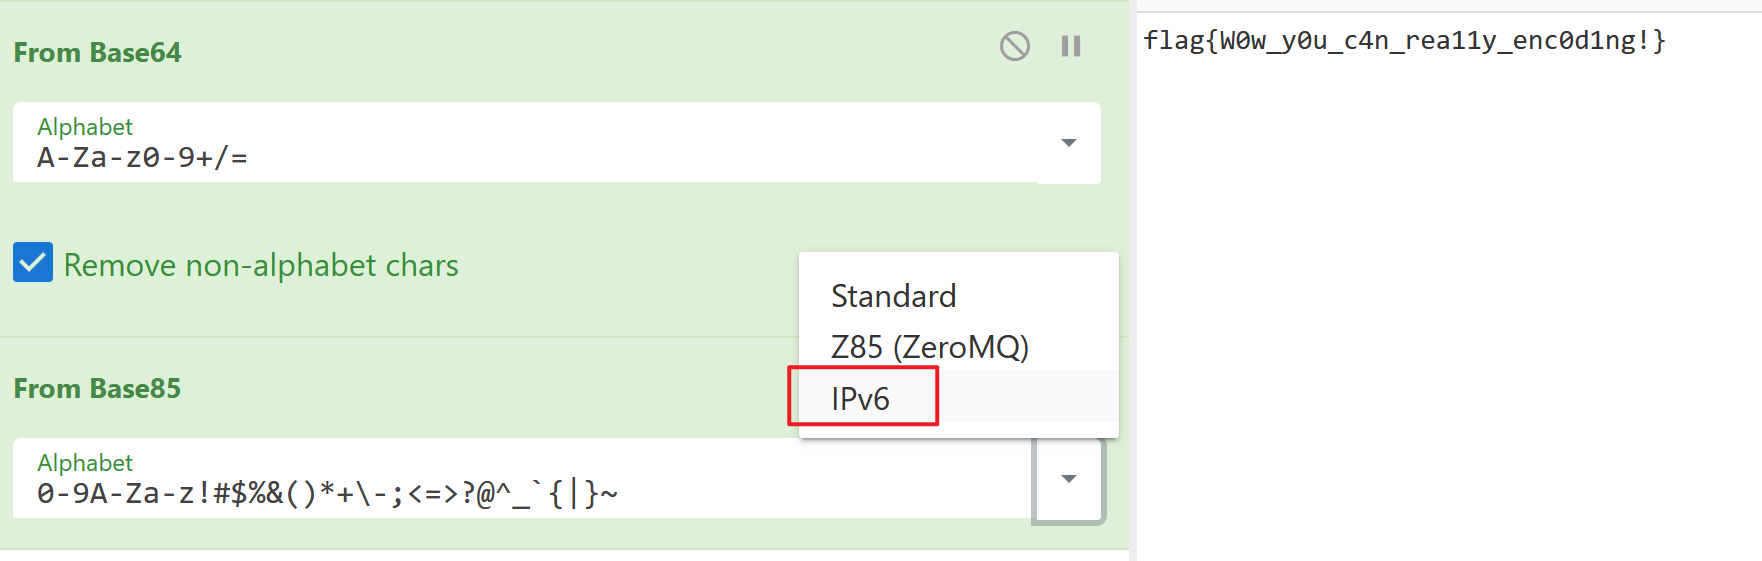 From Base64
Alphabet
A-Za-z0-9+/=
Remove non-alphabet chars
Standard
Z85 (ZeroMQ)
IPv6
From Base85
Alphabet
0-9A-Za-z!#$%&()*+\-;<=>?@^_`{|}~
flag{W0w_y0u_c4n_rea11y_enc0d1ng!}